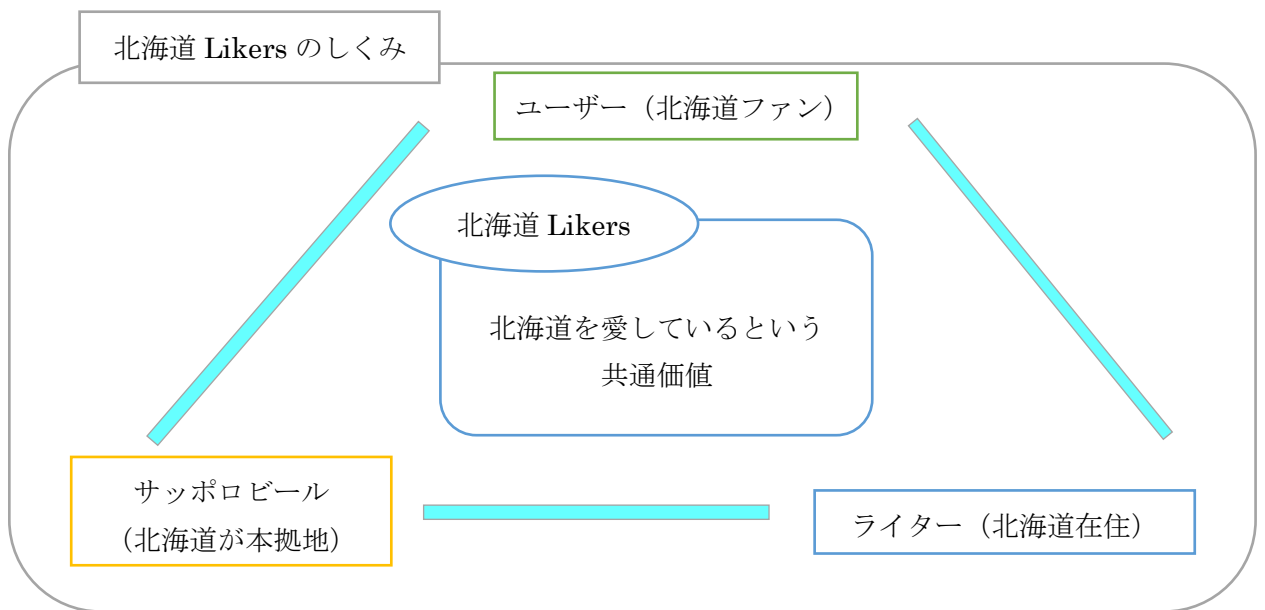 北海道 Likers のしくみ
ユーザー（北海道ファン）
北海道 Likers
北海道を愛しているという
共通価値
サッポロビール
（北海道が本拠地）
ライター（北海道在住）